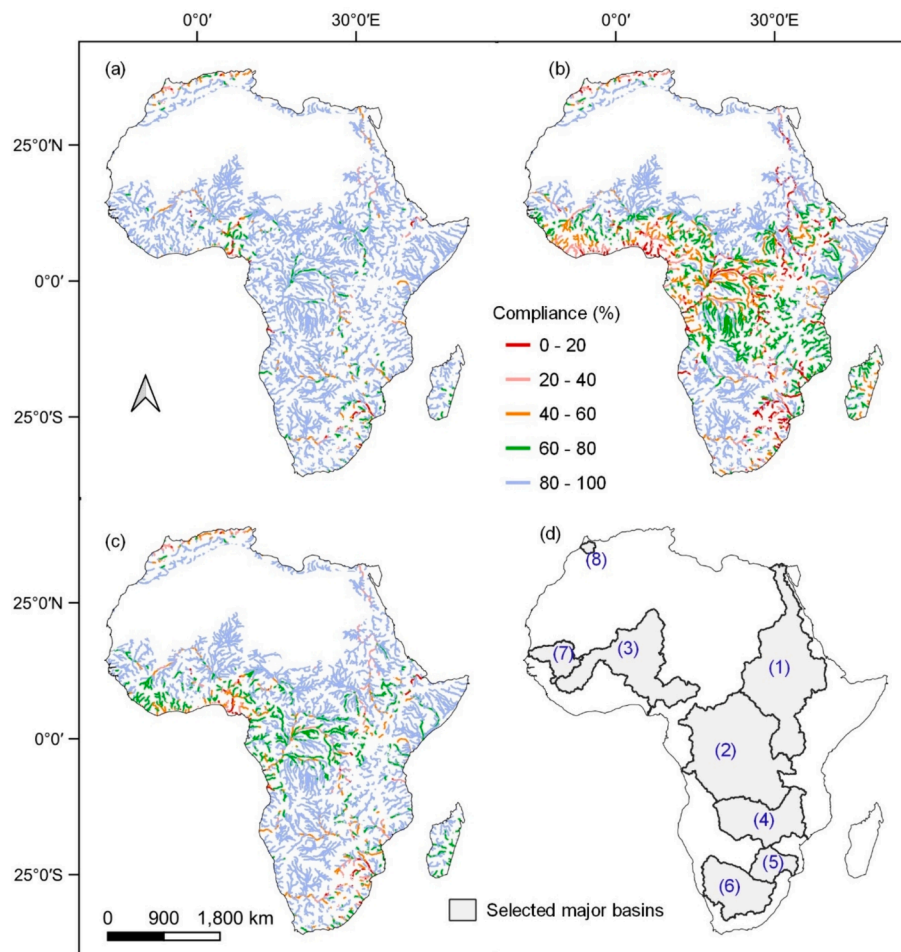 0°0′ 30°0′E 0°0′ 30°0′E
(a) (b)
25°0′N
0°0′
25°0′S
Compliance (%)
0 - 20
20 - 40
40 - 60
60 - 80
80 - 100
(c) (d)
25°0′N
0°0′
25°0′S
(8)
(7)
(3)
(1)
(2)
(4)
(5)
(6)
0 900 1,800 km
Selected major basins